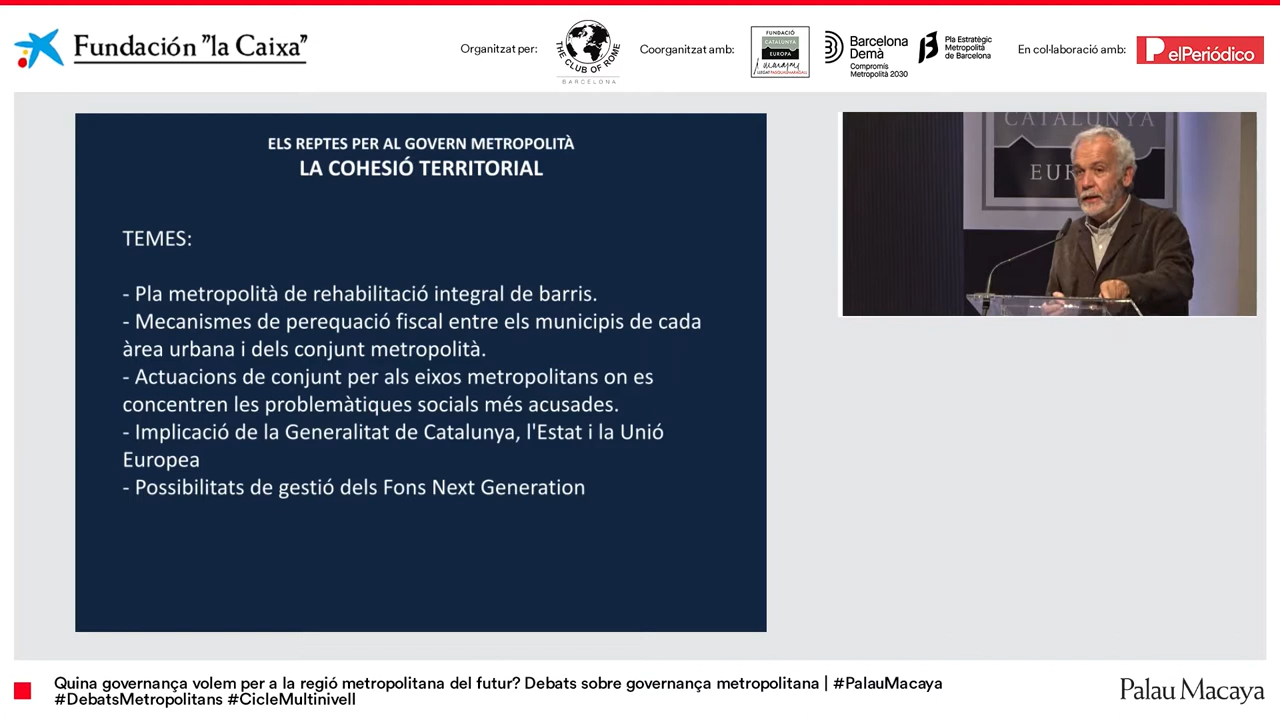 Fundación "la Caixa"
Organitzat per:
THE CLUB OF ROME
BARCELONA
Coorganitzat amb:
FUNDACIÓ
CATALUNYA
EUROPA
LLEGAT PASQUAL MARAGALL
Barcelona
Demà
Compromís
Metropolità 2030
Pla Estratègic
Metropolità
de Barcelona
En col·laboració amb:
elPeriódico
ELS REPTES PER AL GOVERN METROPOLITÀ
LA COHESIÓ TERRITORIAL
TEMES:
- Pla metropolità de rehabilitació integral de barris.
- Mecanismes de perequació fiscal entre els municipis de cada
àrea urbana i dels conjunt metropolità.
- Actuacions de conjunt per als eixos metropolitans on es
concentren les problemàtiques socials més acusades.
- Implicació de la Generalitat de Catalunya, l'Estat i la Unió
Europea
- Possibilitats de gestió dels Fons Next Generation
CATALUNYA
EUR
Quina governança volem per a la regió metropolitana del futur? Debats sobre governança metropolitana | #PalauMacaya
#DebatsMetropolitans #CicleMultinivell
Palau Macaya